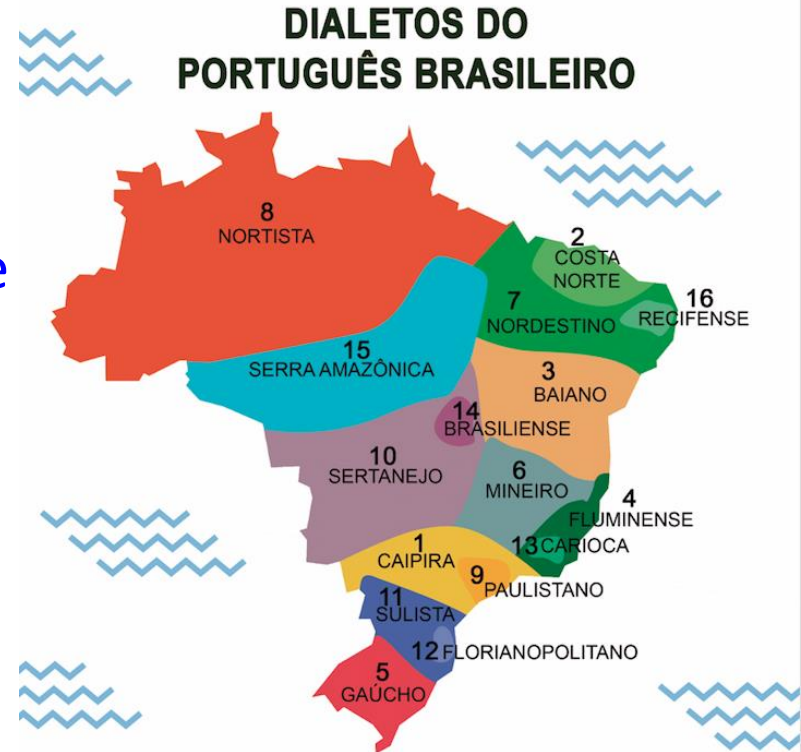 DIALETOS DO
PORTUGUÊS BRASILEIRO
8
NORTISTA
2
COSTA
NORTE
e
16
RECIFENSE
7
NORDESTINO
15
SERRA AMAZÔNICA
3
BAIANO
14
BRASILIENSE
10
SERTANEJO
6
MINEIRO
4
FLUMINENSE
13 CARIOCA
1
CAIPIRA
9
PAULISTANO
11
SULISTA
12 FLORIANOPOLITANO
5
GAÚCHO